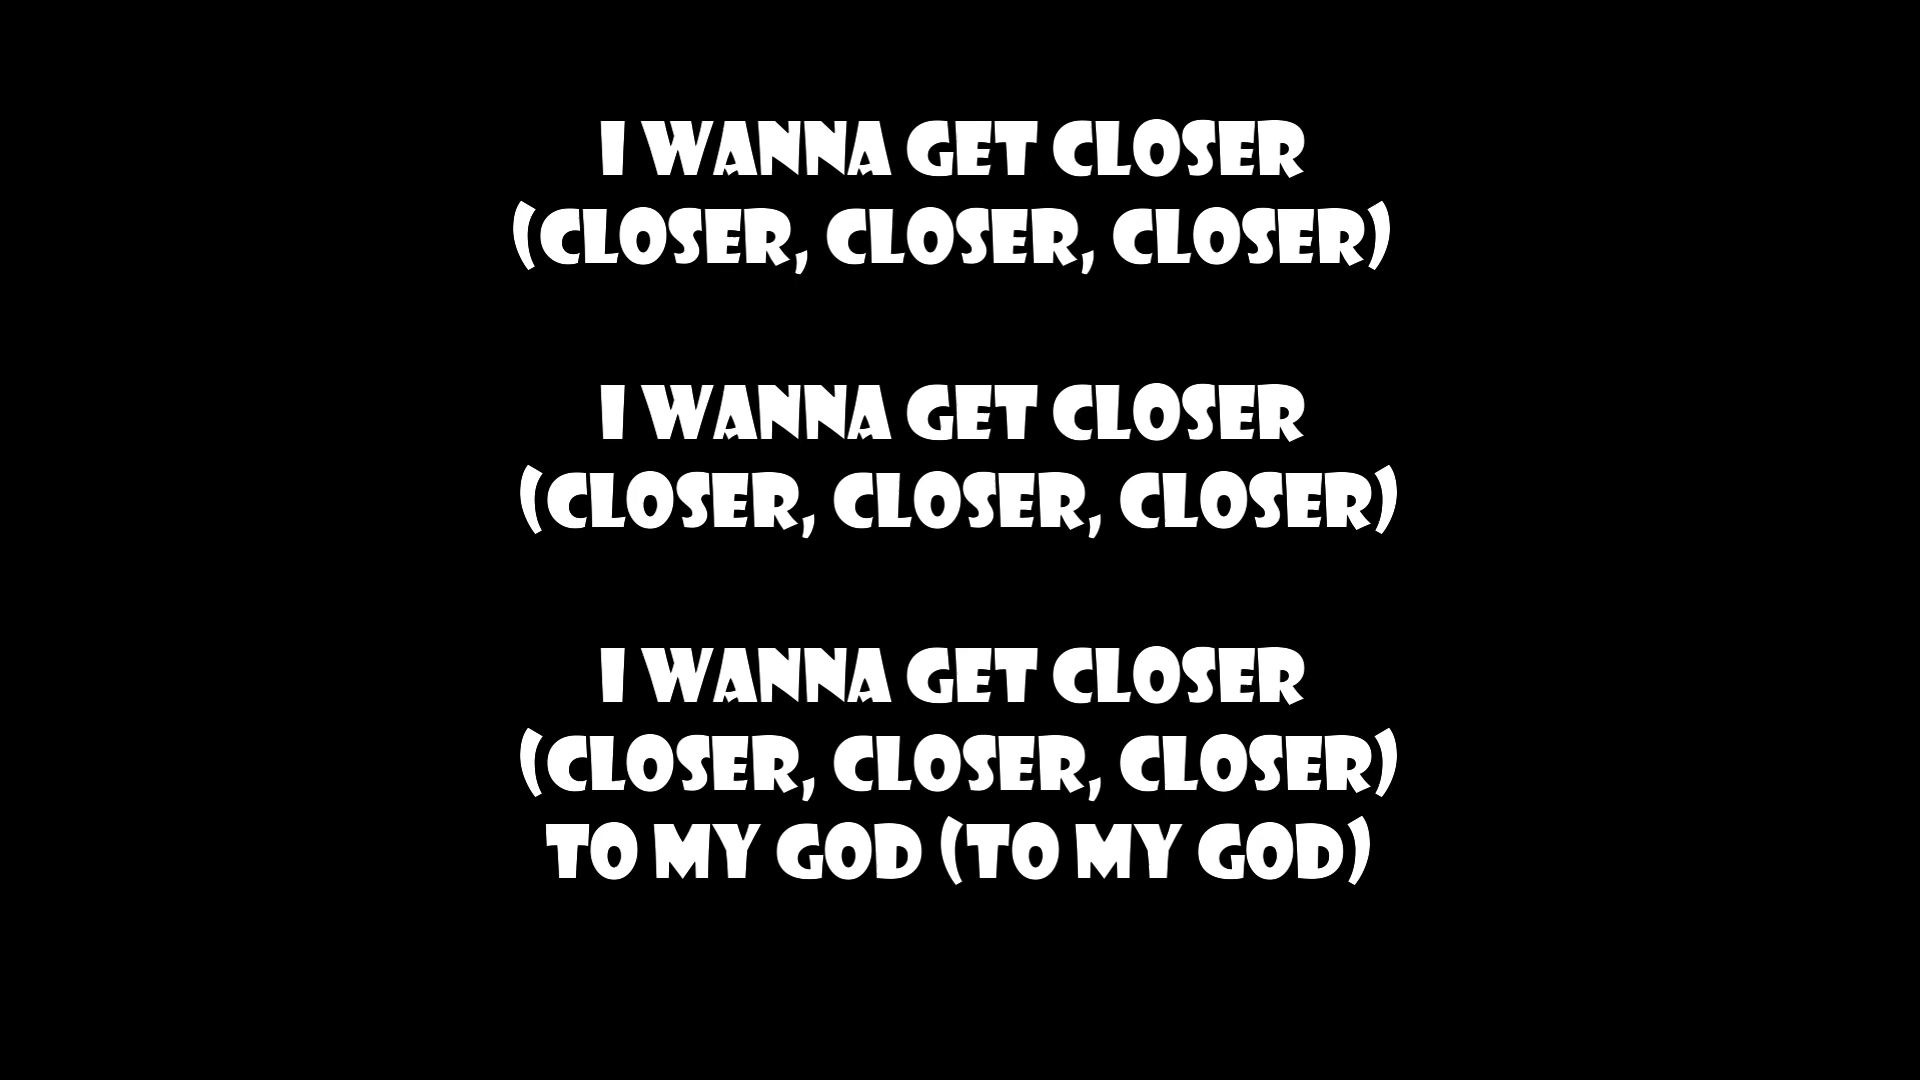 I WANNA GET CLOSER
(CLOSER, CLOSER, CLOSER)
I WANNA GET CLOSER
(CLOSER, CLOSER, CLOSER)
I WANNA GET CLOSER
(CLOSER, CLOSER, CLOSER)
TO MY GOD (TO MY GOD)